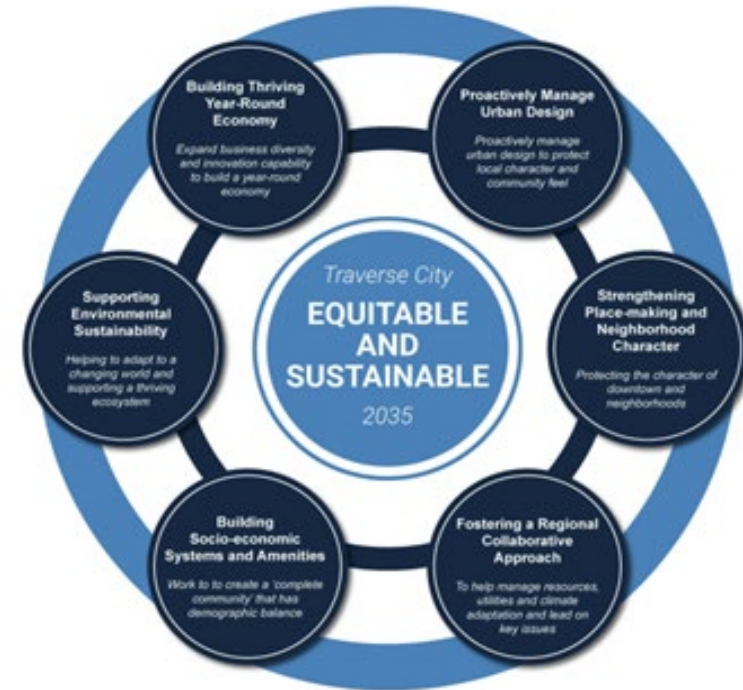 Building Thriving
Year-Round
Economy
Expand business diversity
and innovation capability
to build a year-round
economy
Proactively Manage
Urban Design
Proactively manage
urban design to protect
local character and
community feel
Supporting
Environmental
Sustainability
Helping to adapt to a
changing world and
supporting a thriving
ecosystem
Traverse City
EQUITABLE
AND
SUSTAINABLE
2035
Strengthening
Place-making and
Neighborhood
Character
Protecting the character of
downtown and
neighborhoods
Building
Socio-economic
Systems and Amenities
Work to to create a 'complete
community' that has
demographic balance
Fostering a Regional
Collaborative
Approach
To help manage resources,
utilities and climate
adaptation and lead on
key issues